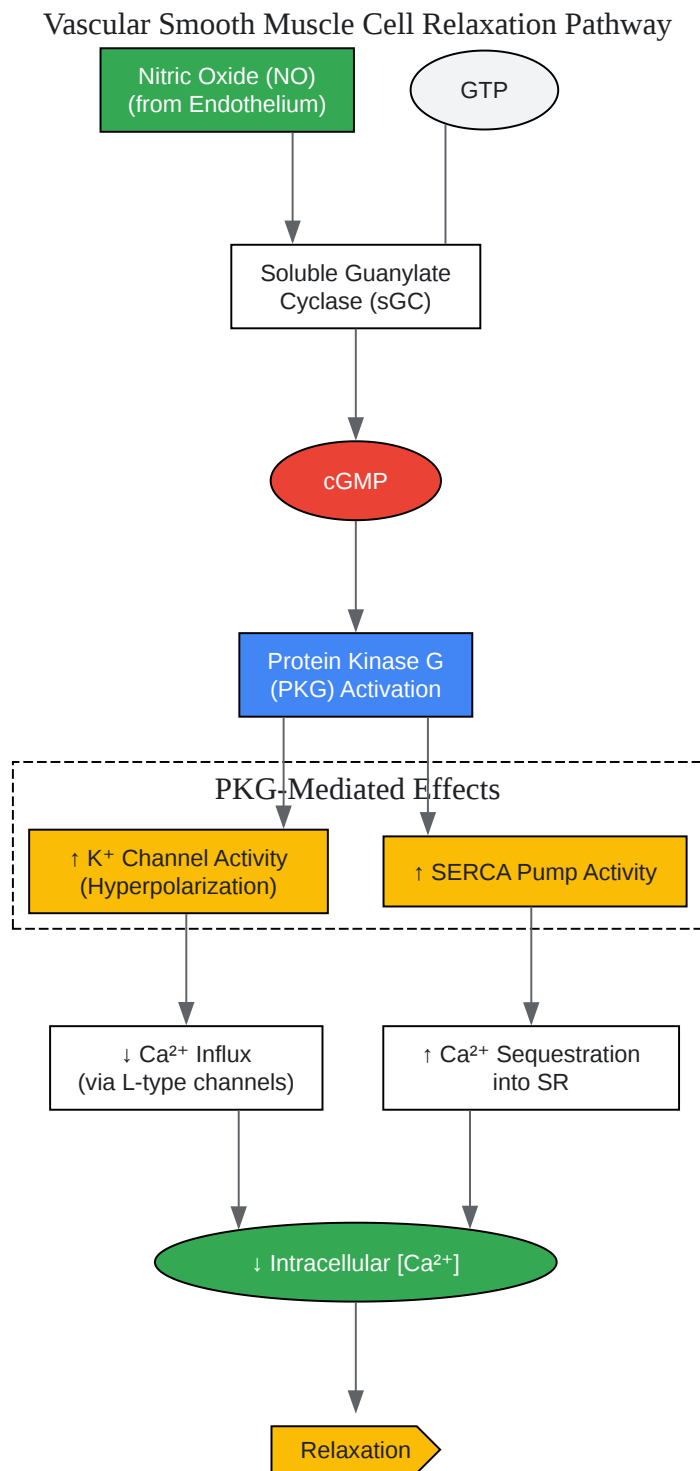 Vascular Smooth Muscle Cell Relaxation Pathway
Nitric Oxide (NO)
(from Endothelium)
GTP
Soluble Guanylate
Cyclase (sGC)
cGMP
Protein Kinase G
(PKG) Activation
PKG-Mediated Effects
↑ K⁺ Channel Activity
(Hyperpolarization)
↑ SERCA Pump Activity
↓ Ca²⁺ Influx
(via L-type channels)
↑ Ca²⁺ Sequestration
into SR
↓ Intracellular [Ca²⁺]
Relaxation